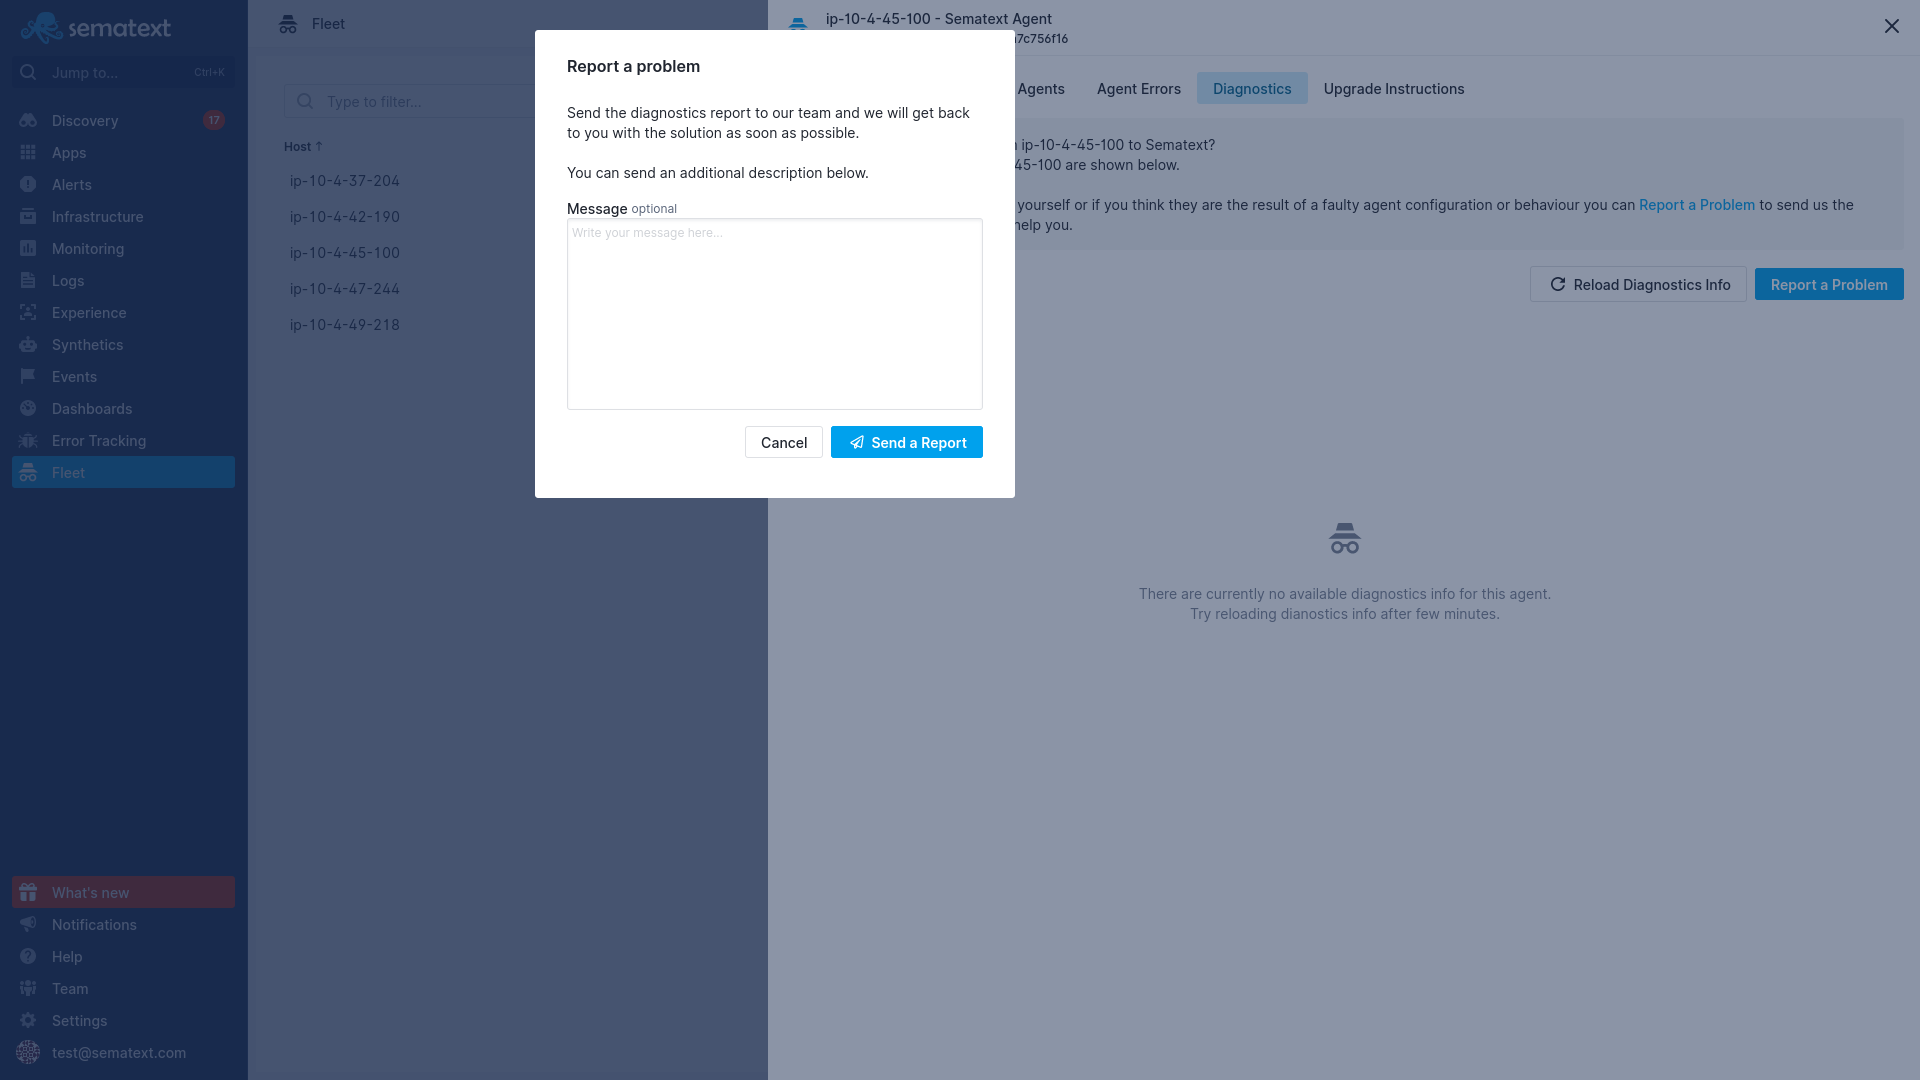 sematext
Jump to...
Ctrl+K
Discovery
17
Apps
Alerts
Infrastructure
Monitoring
Logs
Experience
Synthetics
Events
Dashboards
Error Tracking
Fleet
What's new
Notifications
Help
Team
Settings
test@sematext.com
Fleet
Type to filter...
Host ↑
ip-10-4-37-204
ip-10-4-42-190
ip-10-4-45-100
ip-10-4-47-244
ip-10-4-49-218
Report a problem
Send the diagnostics report to our team and we will get back
to you with the solution as soon as possible.
You can send an additional description below.
Message optional
Write your message here...
Cancel
Send a Report
ip-10-4-45-100 - Sematext Agent
7c756f16
Agents
Agent Errors
Diagnostics
Upgrade Instructions
ip-10-4-45-100 to Sematext?
45-100 are shown below.
yourself or if you think they are the result of a faulty agent configuration or behaviour you can Report a Problem to send us the
help you.
Reload Diagnostics Info
Report a Problem
There are currently no available diagnostics info for this agent.
Try reloading dianostics info after few minutes.